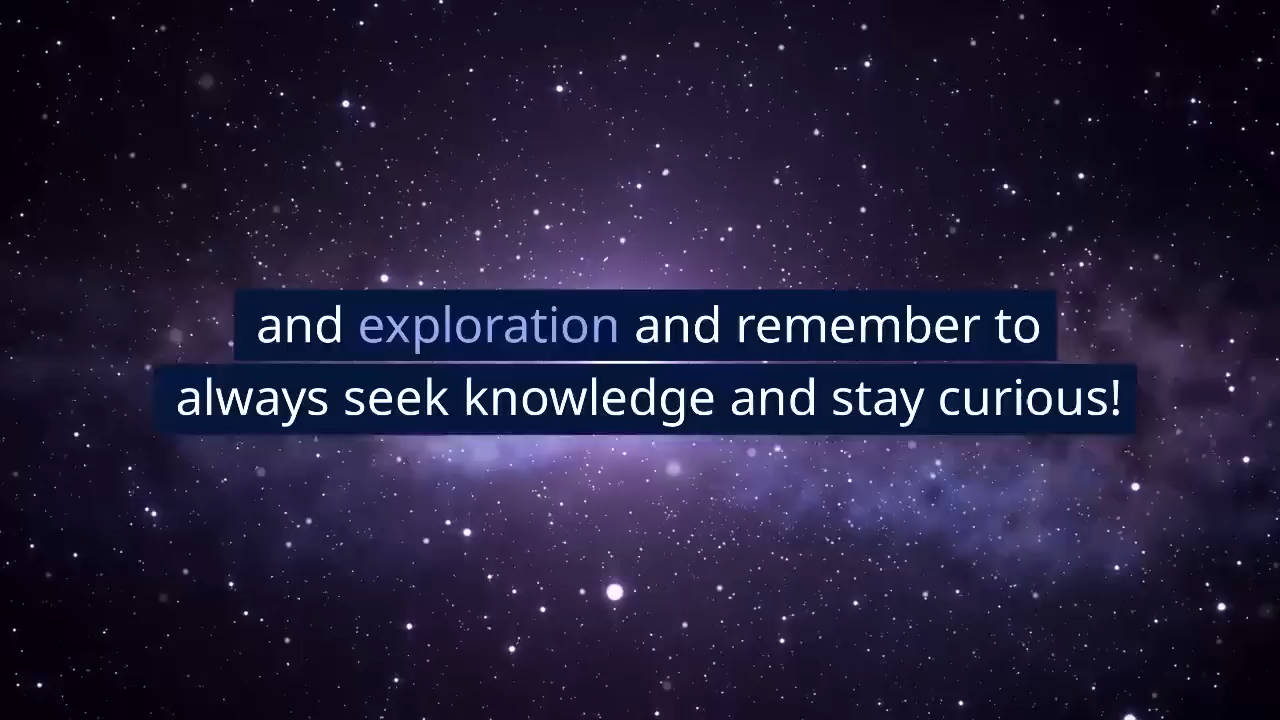 and exploration and remember to
always seek knowledge and stay curious!